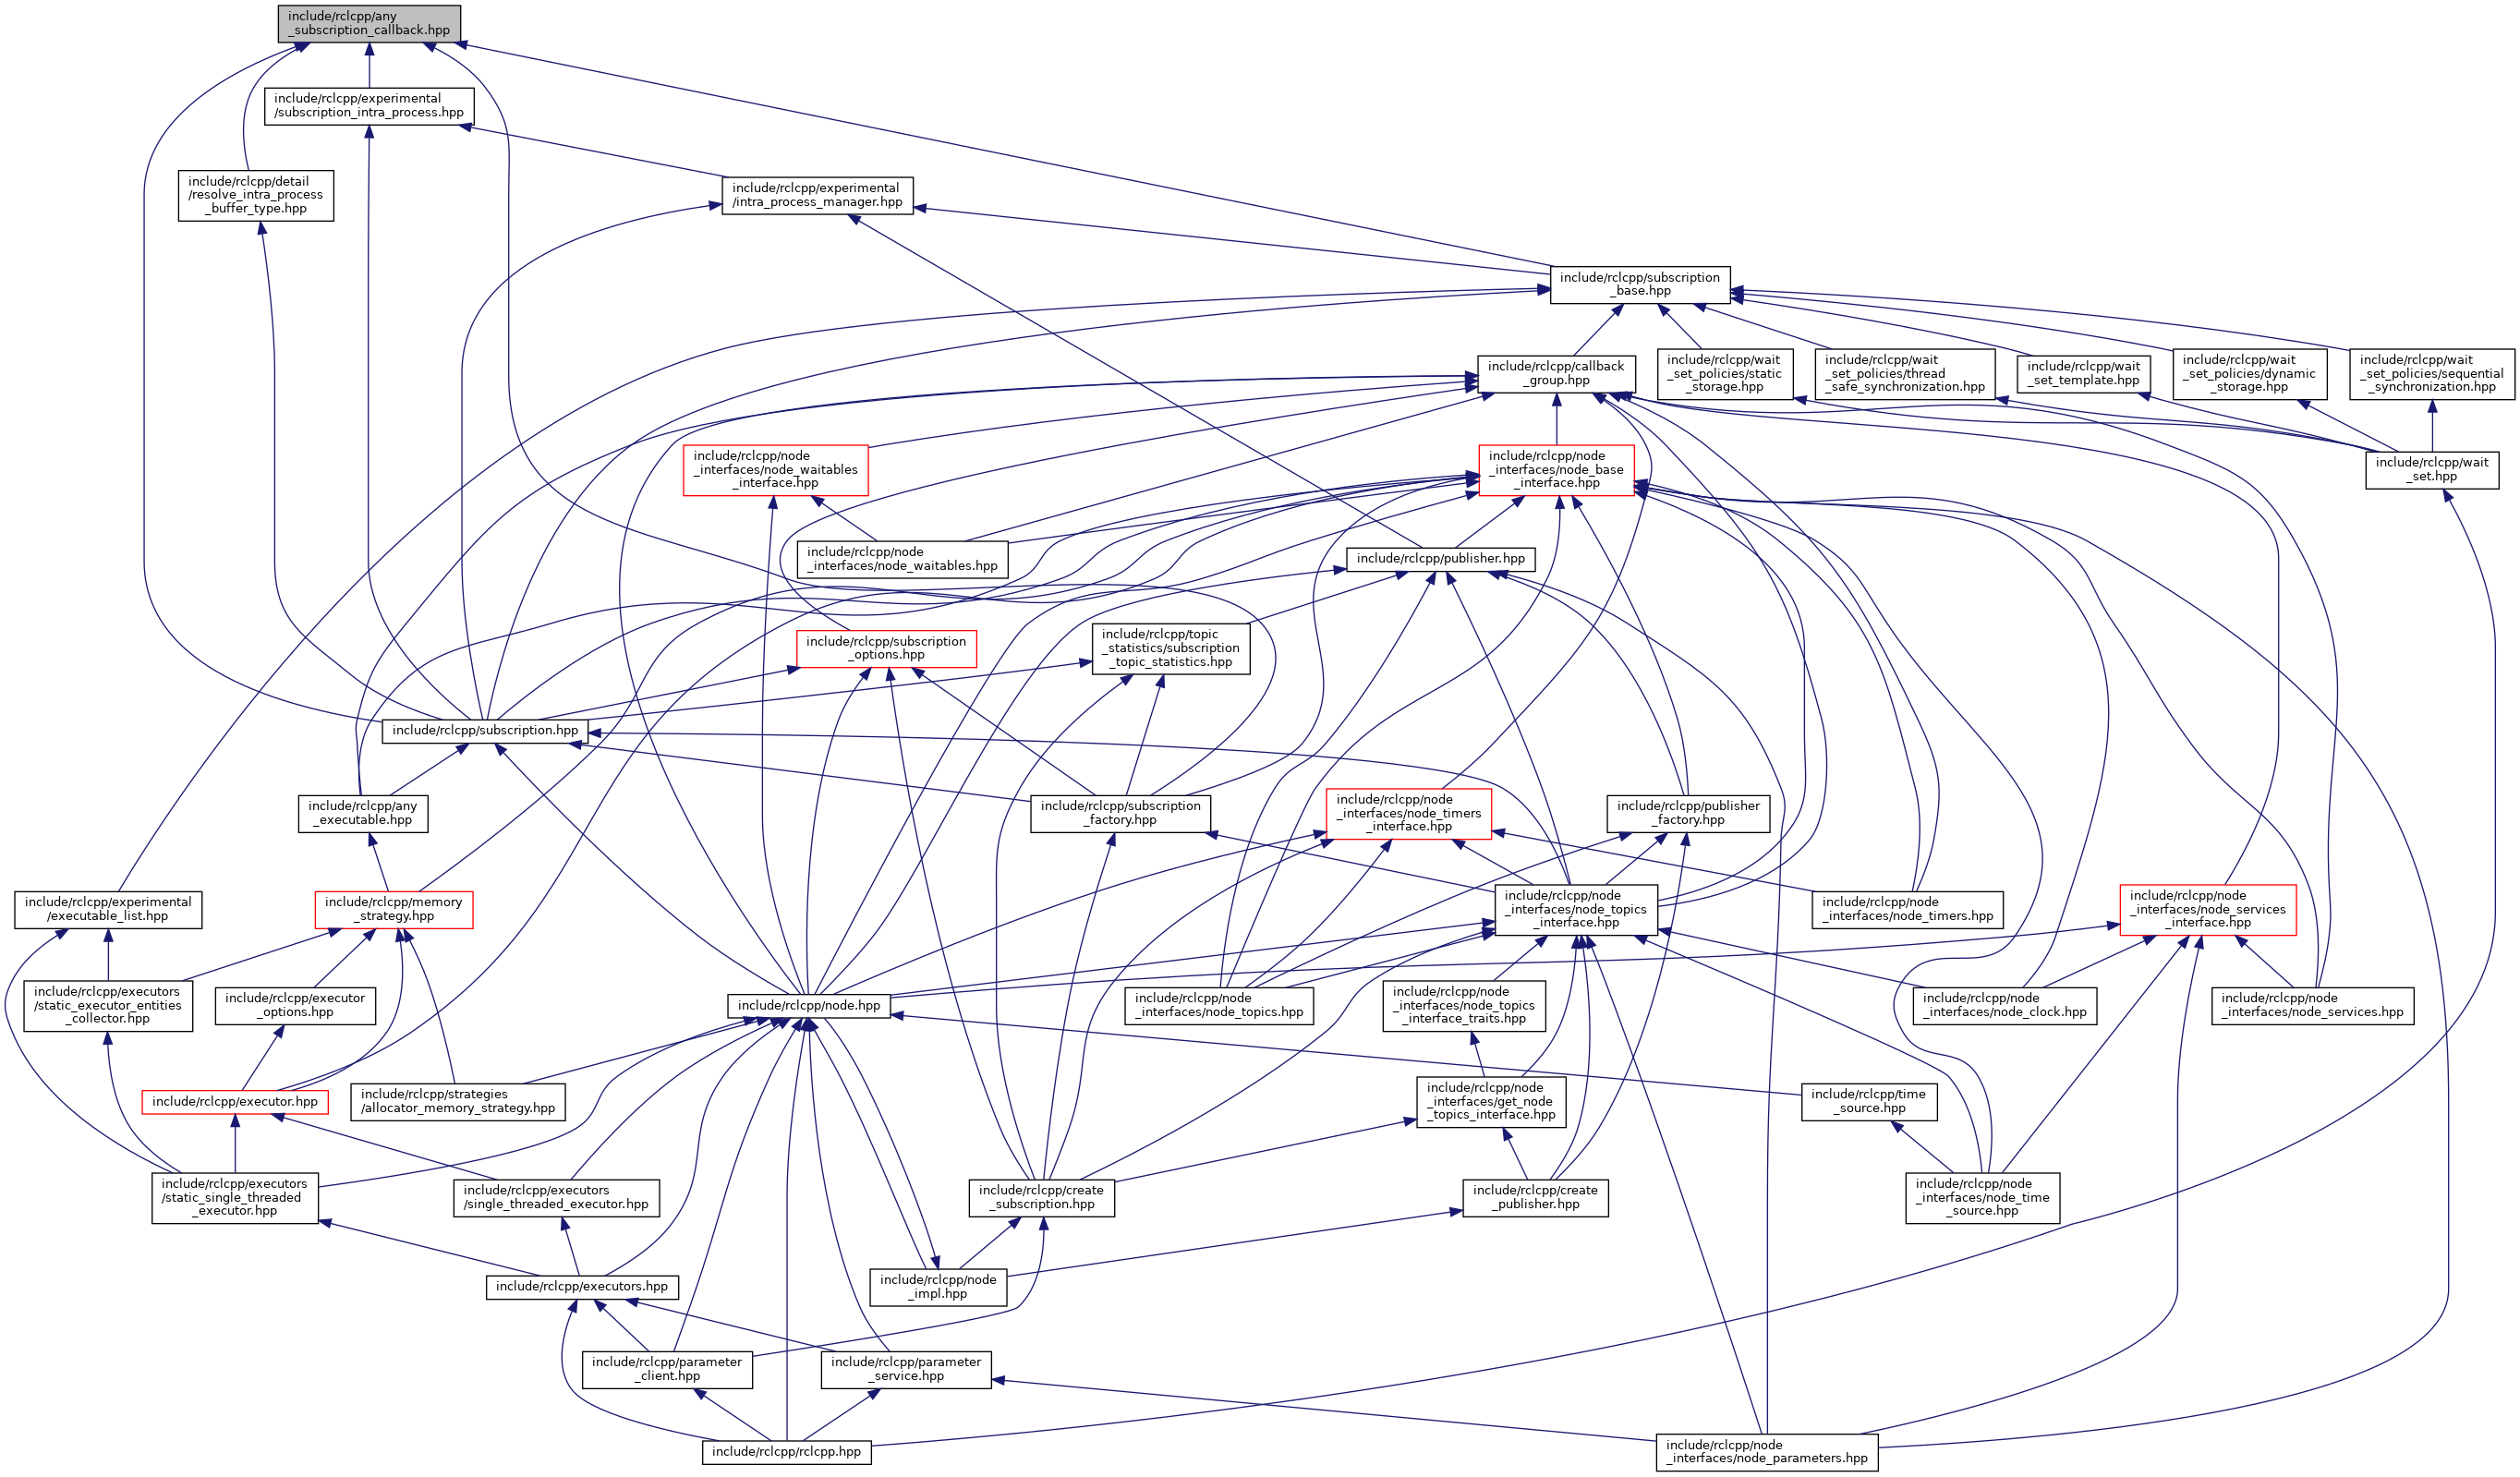 include/rclcpp/any
_subscription_callback.hpp
include/rclcpp/experimental
/subscription_intra_process.hpp
include/rclcpp/detail
/resolve_intra_process
_buffer_type.hpp
include/rclcpp/experimental
/intra_process_manager.hpp
include/rclcpp/subscription
_base.hpp
include/rclcpp/callback
_group.hpp
include/rclcpp/wait
_set_policies/static
_storage.hpp
include/rclcpp/wait
_set_policies/thread
_safe_synchronization.hpp
include/rclcpp/wait
_set_template.hpp
include/rclcpp/wait
_set_policies/dynamic
_storage.hpp
include/rclcpp/wait
_set_policies/sequential
_synchronization.hpp
include/rclcpp/node
_interfaces/node_waitables
_interface.hpp
include/rclcpp/node
_interfaces/node_base
_interface.hpp
include/rclcpp/wait
_set.hpp
include/rclcpp/node
_interfaces/node_waitables.hpp
include/rclcpp/publisher.hpp
include/rclcpp/subscription
_options.hpp
include/rclcpp/topic
_statistics/subscription
_topic_statistics.hpp
include/rclcpp/subscription.hpp
include/rclcpp/any
_executable.hpp
include/rclcpp/subscription
_factory.hpp
include/rclcpp/node
_interfaces/node_timers
_interface.hpp
include/rclcpp/publisher
_factory.hpp
include/rclcpp/experimental
/executable_list.hpp
include/rclcpp/memory
_strategy.hpp
include/rclcpp/node
_interfaces/node_topics
_interface.hpp
include/rclcpp/node
_interfaces/node_timers.hpp
include/rclcpp/node
_interfaces/node_services
_interface.hpp
include/rclcpp/executors
/static_executor_entities
_collector.hpp
include/rclcpp/executor
_options.hpp
include/rclcpp/node.hpp
include/rclcpp/node
_interfaces/node_topics.hpp
include/rclcpp/node
_interfaces/node_topics
_interface_traits.hpp
include/rclcpp/node
_interfaces/node_clock.hpp
include/rclcpp/node
_interfaces/node_services.hpp
include/rclcpp/executor.hpp
include/rclcpp/strategies
/allocator_memory_strategy.hpp
include/rclcpp/node
_interfaces/get_node
_topics_interface.hpp
include/rclcpp/time
_source.hpp
include/rclcpp/executors
/static_single_threaded
_executor.hpp
include/rclcpp/executors
/single_threaded_executor.hpp
include/rclcpp/create
_subscription.hpp
include/rclcpp/create
_publisher.hpp
include/rclcpp/node
_interfaces/node_time
_source.hpp
include/rclcpp/executors.hpp
include/rclcpp/node
_impl.hpp
include/rclcpp/parameter
_client.hpp
include/rclcpp/parameter
_service.hpp
include/rclcpp/rclcpp.hpp
include/rclcpp/node
_interfaces/node_parameters.hpp